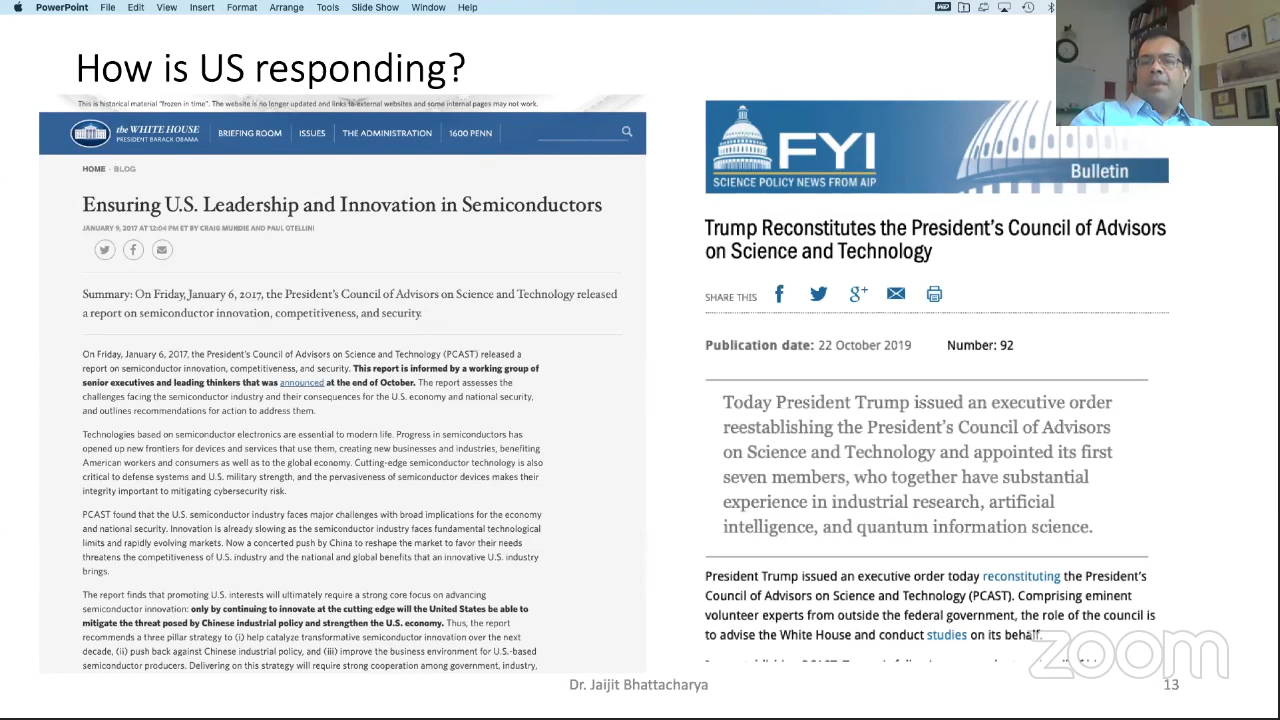 PowerPoint File Edit View Insert Format Arrange Tools Slide Show Window Help
How is US responding?
This is historical material "frozen in time". The website is no longer updated and links to external websites and some internal pages may not work.
the WHITE HOUSE
PRESIDENT BARACK OBAMA
BRIEFING ROOM ISSUES THE ADMINISTRATION 1600 PENN
HOME · BLOG
Ensuring U.S. Leadership and Innovation in Semiconductors
JANUARY 9, 2017 AT 12:04 PM ET BY CRAIG MUNDIE AND PAUL OTELLINI
Summary: On Friday, January 6, 2017, the President's Council of Advisors on Science and Technology released
a report on semiconductor innovation, competitiveness, and security.
On Friday, January 6, 2017, the President's Council of Advisors on Science and Technology (PCAST) released a
report on semiconductor innovation, competitiveness, and security. This report is informed by a working group of
senior executives and leading thinkers that was announced at the end of October. The report assesses the
challenges facing the semiconductor industry and their consequences for the U.S. economy and national security,
and outlines recommendations for action to address them.
Technologies based on semiconductor electronics are essential to modern life. Progress in semiconductors has
opened up new frontiers for devices and services that use them, creating new businesses and industries, benefiting
American workers and consumers as well as to the global economy. Cutting-edge semiconductor technology is also
critical to defense systems and U.S. military strength, and the pervasiveness of semiconductor devices makes their
integrity important to mitigating cybersecurity risk.
PCAST found that the U.S. semiconductor industry faces major challenges with broad implications for the economy
and national security. Innovation is already slowing as the semiconductor industry faces fundamental technological
limits and rapidly evolving markets. Now a concerted push by China to reshape the market to favor their needs
threatens the competitiveness of U.S. industry and the national and global benefits that an innovative U.S. industry
brings.
The report finds that promoting U.S. interests will ultimately require a strong core focus on advancing
semiconductor innovation: only by continuing to innovate at the cutting edge will the United States be able to
mitigate the threat posed by Chinese industrial policy and strengthen the U.S. economy. Thus, the report
recommends a three pillar strategy to (i) help catalyze transformative semiconductor innovation over the next
decade, (ii) push back against Chinese industrial policy, and (iii) improve the business environment for U.S.-based
semiconductor producers. Delivering on this strategy will require strong cooperation among government, industry,
FYI
SCIENCE POLICY NEWS FROM AIP
Bulletin
Trump Reconstitutes the President's Council of Advisors
on Science and Technology
SHARE THIS
Publication date: 22 October 2019 Number: 92
Today President Trump issued an executive order
reestablishing the President's Council of Advisors
on Science and Technology and appointed its first
seven members, who together have substantial
experience in industrial research, artificial
intelligence, and quantum information science.
President Trump issued an executive order today reconstituting the President's
Council of Advisors on Science and Technology (PCAST). Comprising eminent
volunteer experts from outside the federal government, the role of the council is
to advise the White House and conduct studies on its behalf.
zoom
Dr. Jaijit Bhattacharya
13